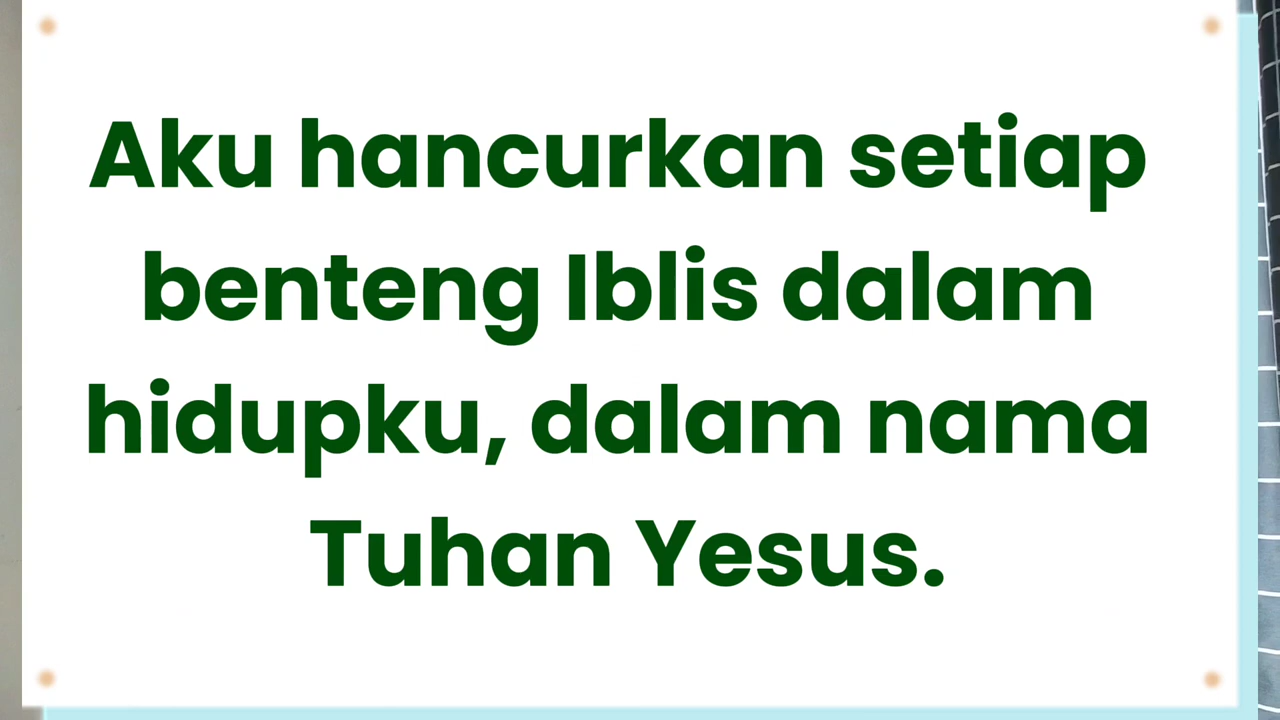 Aku hancurkan setiap
benteng Iblis dalam
hidupku, dalam nama
Tuhan Yesus.